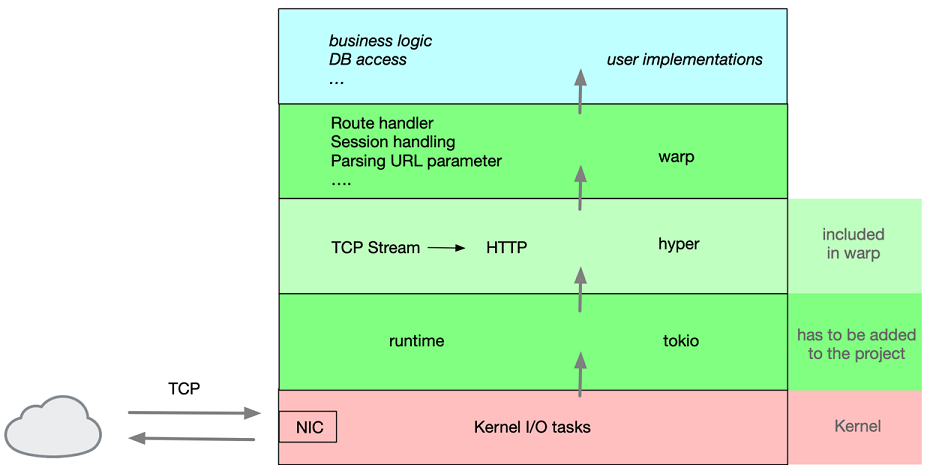 business logic
DB access
...
user implementations
Route handler
Session handling
Parsing URL parameter
....
warp
TCP Stream
HTTP
hyper
included
in warp
runtime
tokio
has to be added
to the project
TCP
NIC
Kernel I/O tasks
Kernel